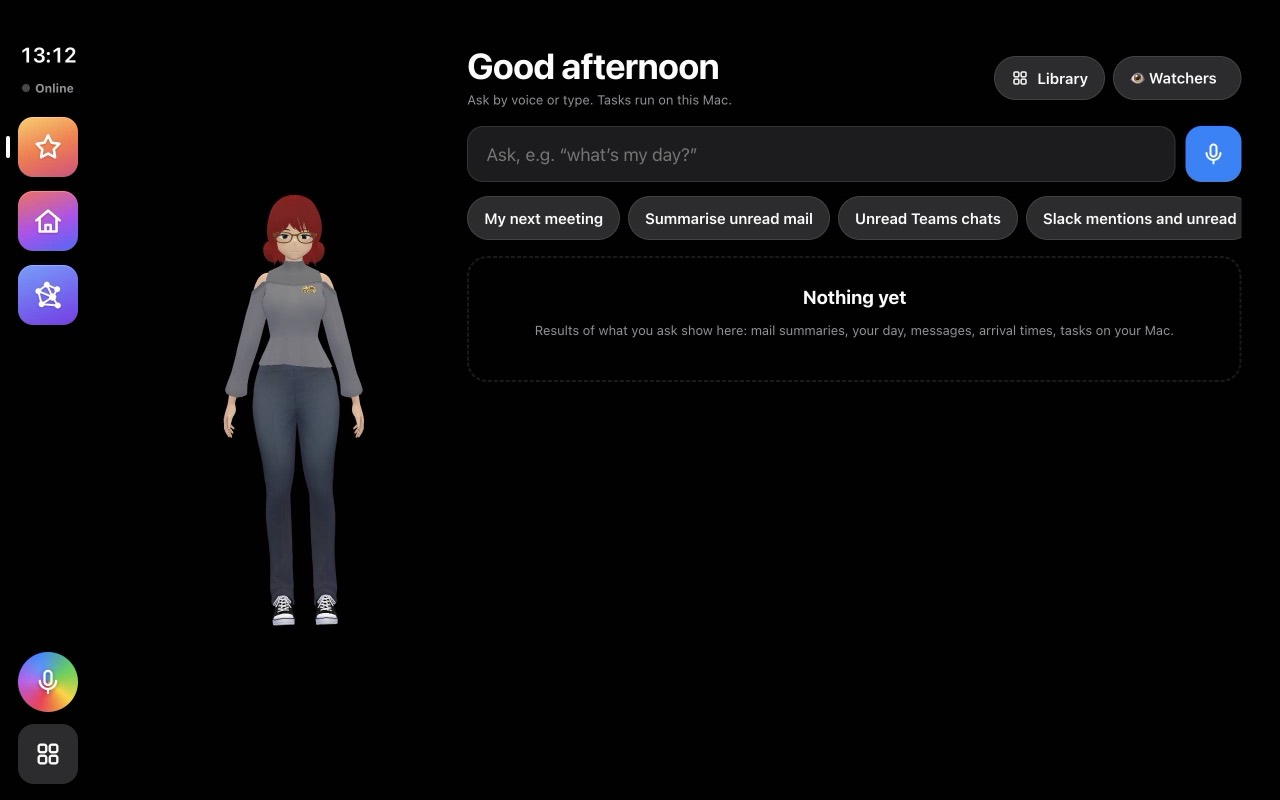 13:12
Online
Good afternoon
Ask by voice or type. Tasks run on this Mac.
Library
Watchers
Ask, e.g. “what’s my day?”
My next meeting
Summarise unread mail
Unread Teams chats
Slack mentions and unread
Nothing yet
Results of what you ask show here: mail summaries, your day, messages, arrival times, tasks on your Mac.